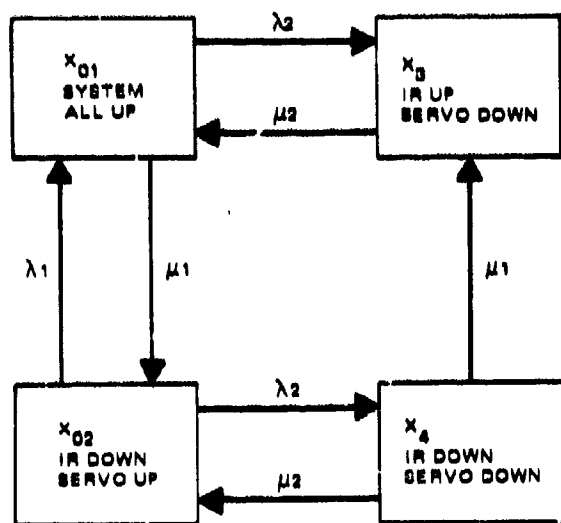 λ2
X01
SYSTEM
ALL UP
X3
IR UP
SERVO DOWN
μ2
λ1
μ1
μ1
λ2
X02
IR DOWN
SERVO UP
X4
IR DOWN
SERVO DOWN
μ2